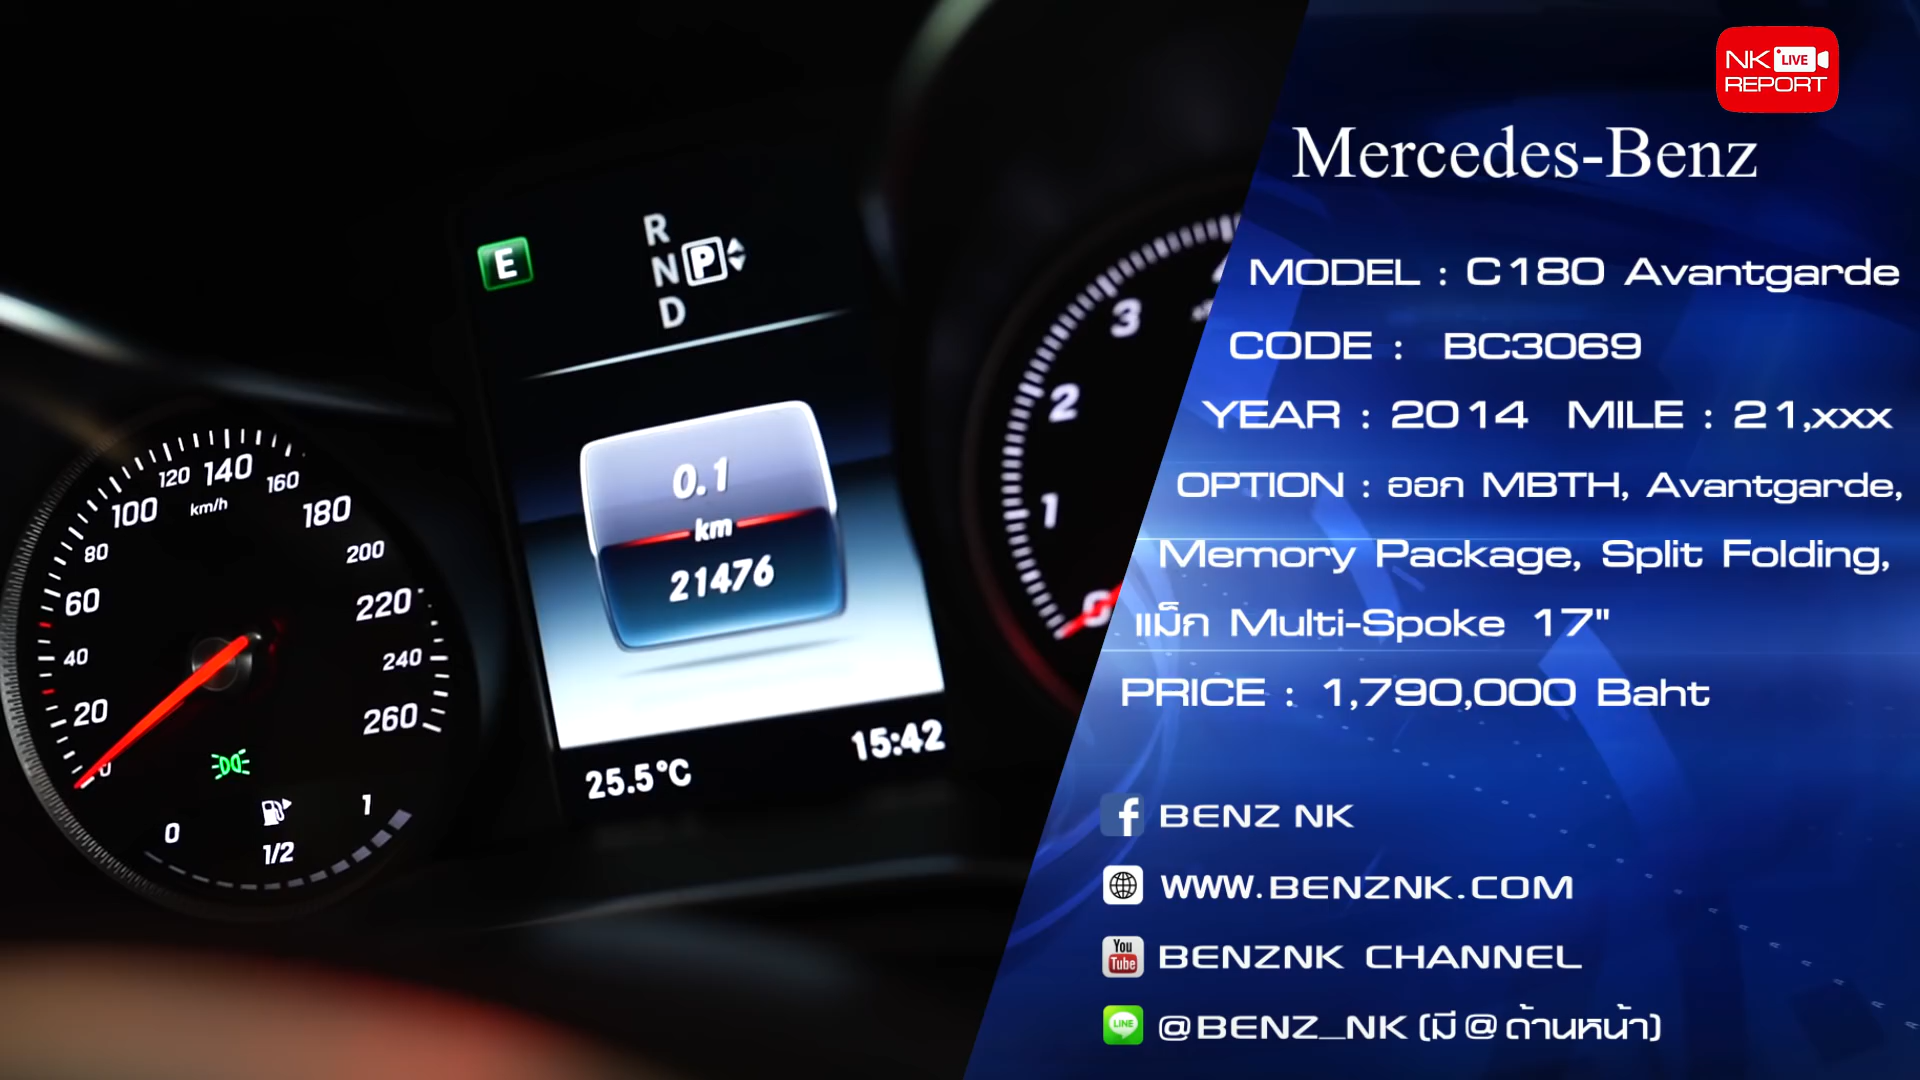 NK LIVE
REPORT
Mercedes-Benz
MODEL : C180 Avantgarde
CODE : BC3069
YEAR : 2014 MILE : 21,xxx
OPTION : ออก MBTH, Avantgarde,
Memory Package, Split Folding,
แม็ก Multi-Spoke 17"
PRICE : 1,790,000 Baht
f BENZ NK
WWW.BENZNK.COM
You Tube BENZNK CHANNEL
LINE @BENZ_NK (มี @ ด้านหน้า)
E
R
N P
D
0.1
km
21476
25.5°C 15:42
0 20 40 60 80 100 120 140 160 180 200 220 240 260
km/h
0 1/2 1
0 1 2 3